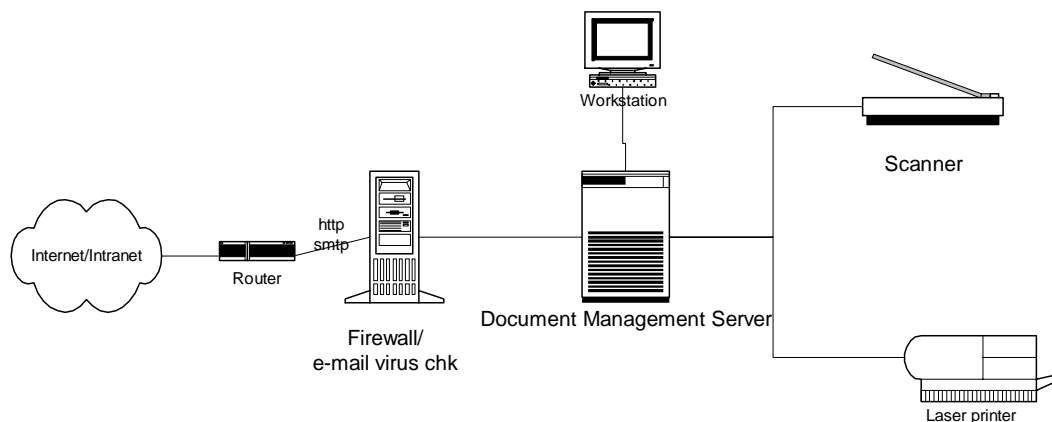 Workstation
Scanner
http
smtp
Internet/Intranet
Router
Document Management Server
Firewall/
e-mail virus chk
Laser printer